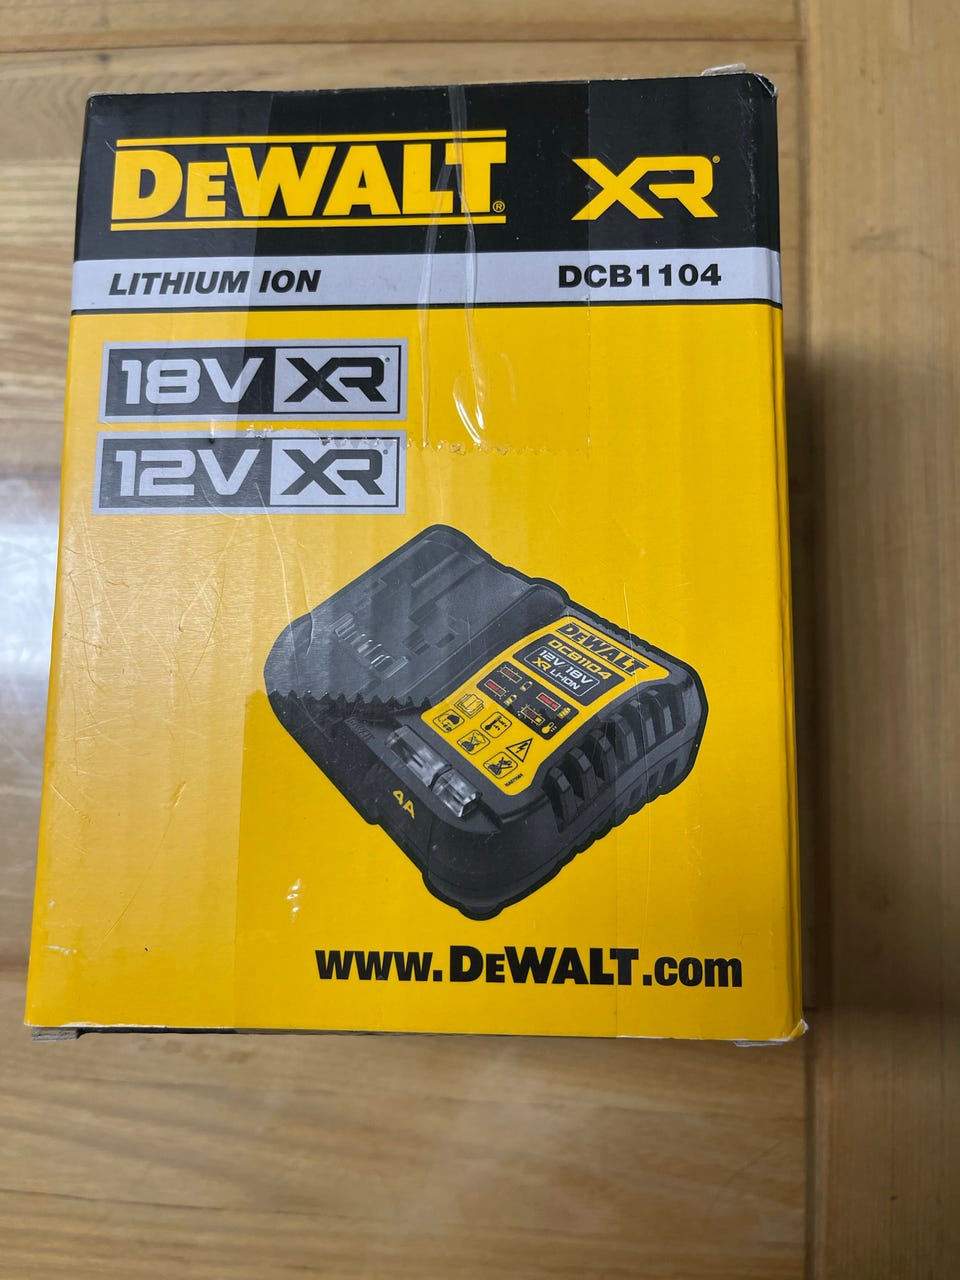 DEWALT® XR®
LITHIUM ION DCB1104
18V XR®
12V XR®
DEWALT
DCB1104
12V/18V
XR LI-ION
4A
www.DEWALT.com